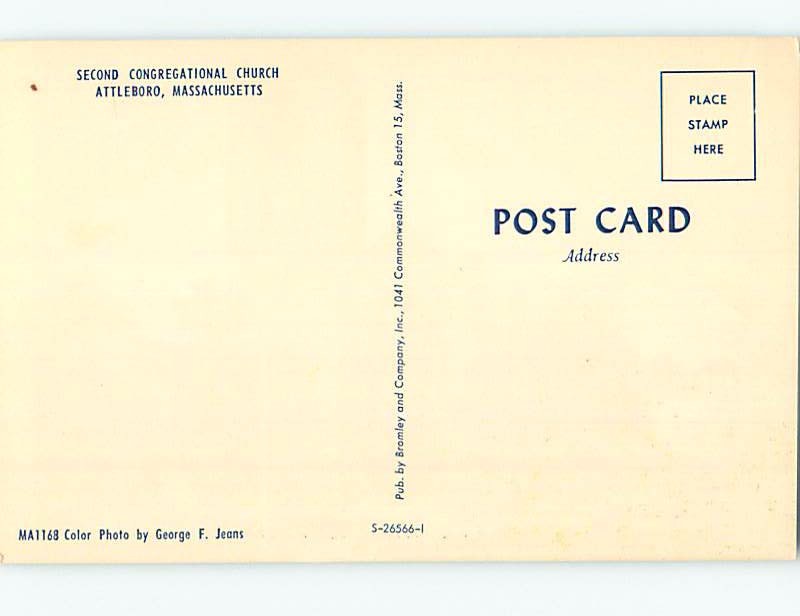 SECOND CONGREGATIONAL CHURCH
ATTLEBORO, MASSACHUSETTS
MA1168 Color Photo by George F. Jeans
Pub. by Bromley and Company, Inc., 1041 Commonwealth Ave., Boston 15, Mass.
S-26566-1
PLACE
STAMP
HERE
POST CARD
Address